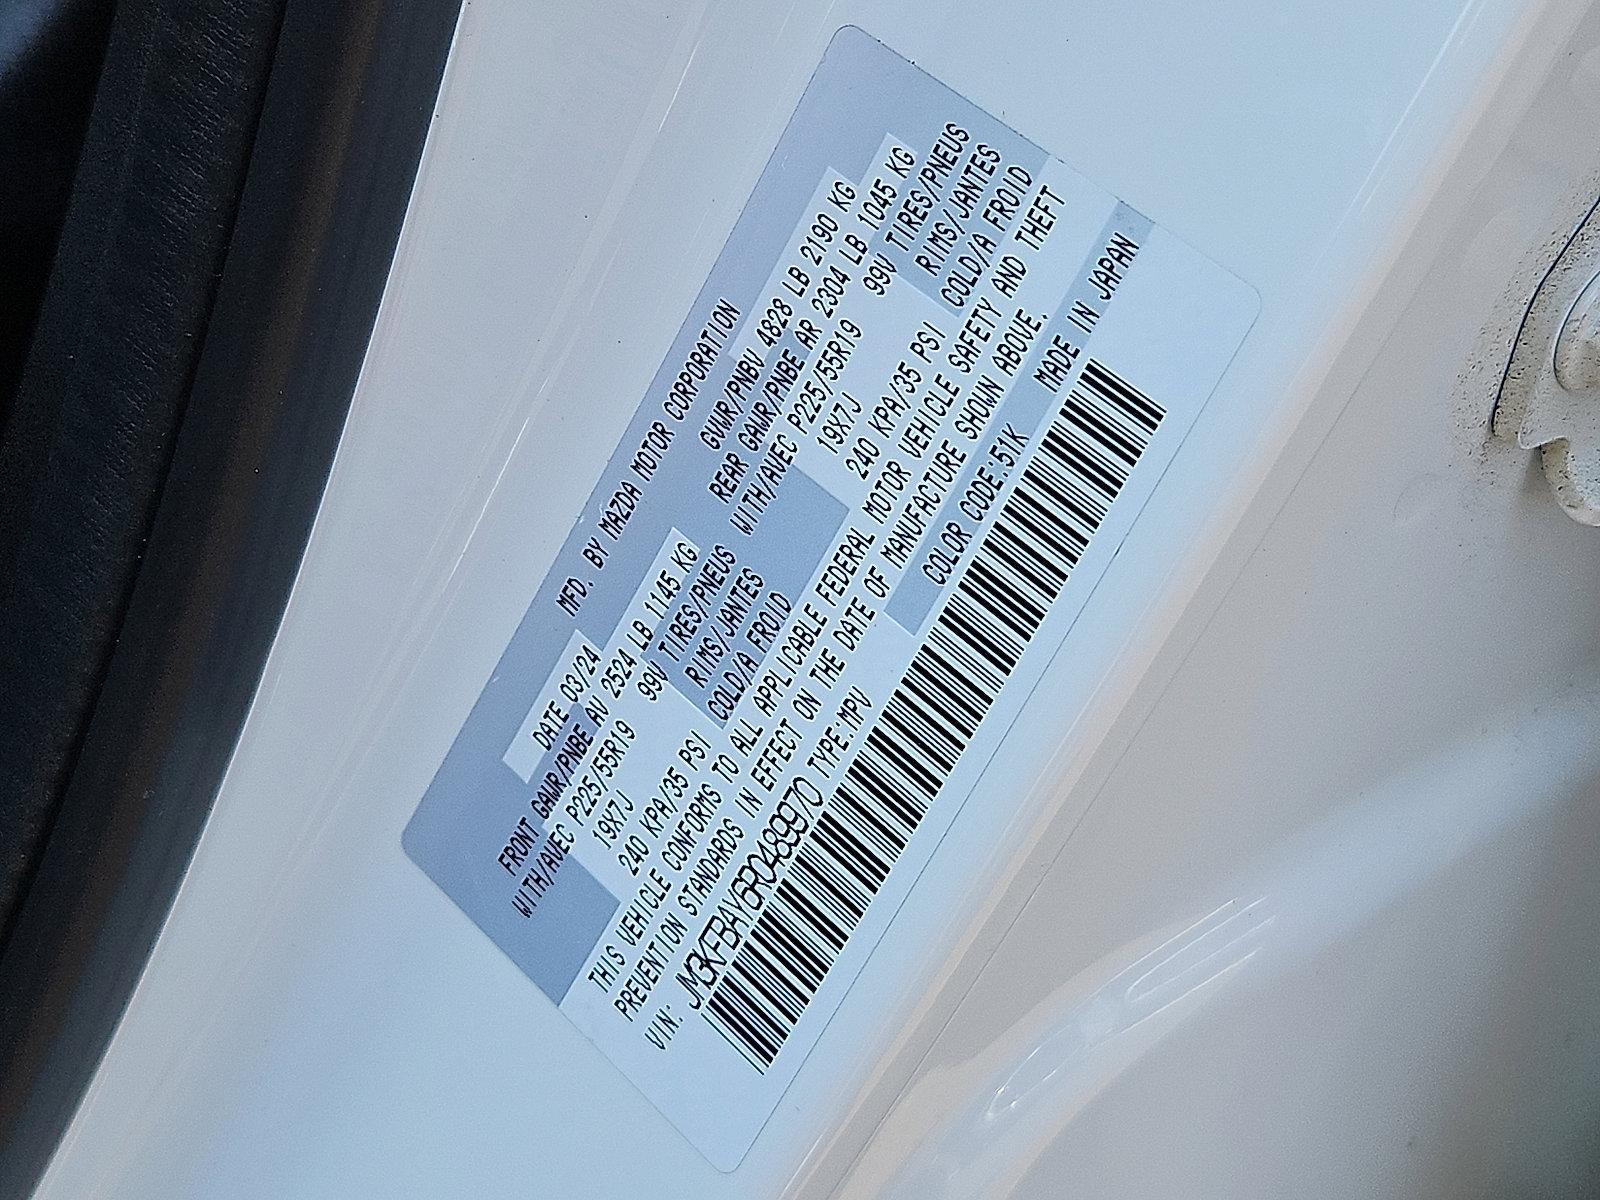 MFD. BY MAZDA MOTOR CORPORATION
DATE 03/24 GVWR/PNBV 4828 LB 2190 KG
FRONT GAWR/PNBE AV 2524 LB 1145 KG REAR GAWR/PNBE AR 2304 LB 1045 KG
WITH/AVEC P225/55R19 99V TIRES/PNEUS WITH/AVEC P225/55R19 99V TIRES/PNEUS
19X7J RIMS/JANTES 19X7J RIMS/JANTES
240 KPA/35 PSI COLD/A FROID 240 KPA/35 PSI COLD/A FROID
THIS VEHICLE CONFORMS TO ALL APPLICABLE FEDERAL MOTOR VEHICLE SAFETY AND THEFT
PREVENTION STANDARDS IN EFFECT ON THE DATE OF MANUFACTURE SHOWN ABOVE.
VIN: JM3KFBAY6R0489970 TYPE:MPV COLOR CODE:51K MADE IN JAPAN